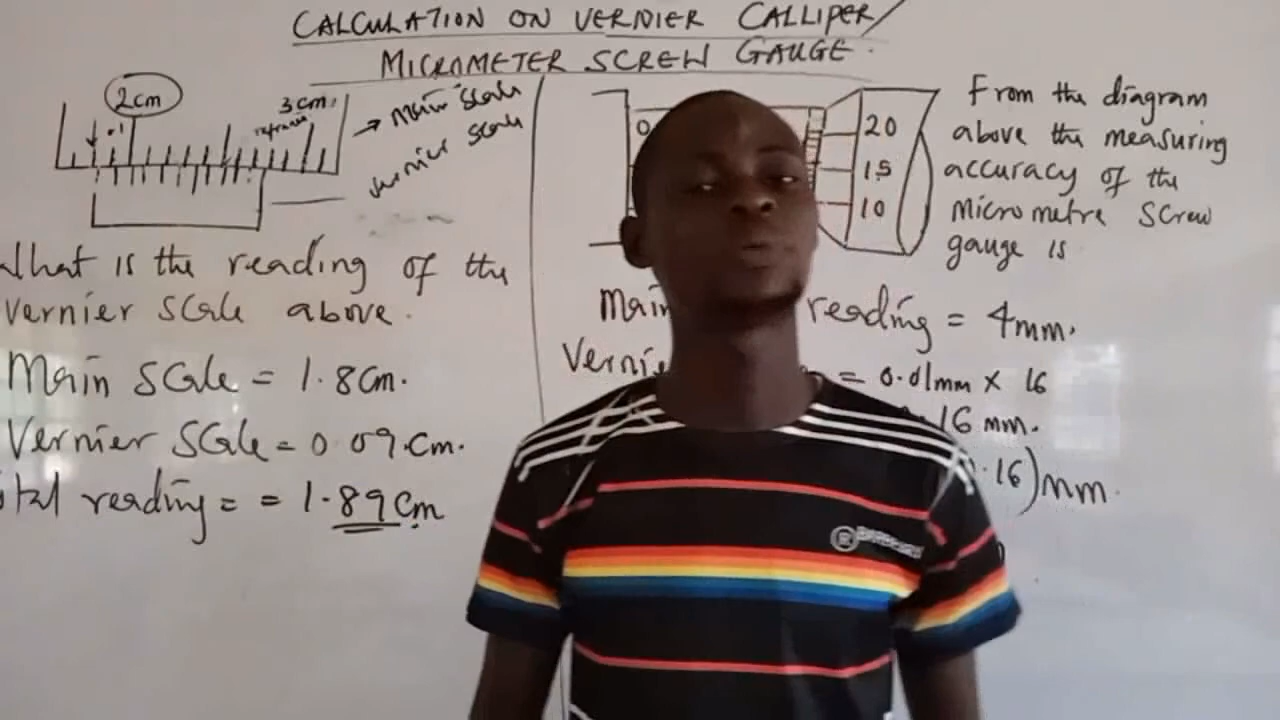 CALCULATION ON VERNIER CALLIPER/
MICROMETER SCREW GAUGE.
2cm
3cm
.1
Main Scale
Vernier Scale
What is the reading of the
Vernier Scale above.
Main Scale = 1.8cm.
Vernier Scale = 0.09cm.
total reading = = 1.89cm
0
20
15
10
From the diagram
above the measuring
accuracy of the
Micrometre Screw
gauge is
Main reading = 4mm.
= 0.01mm x 16
16 mm.
.16)mm.